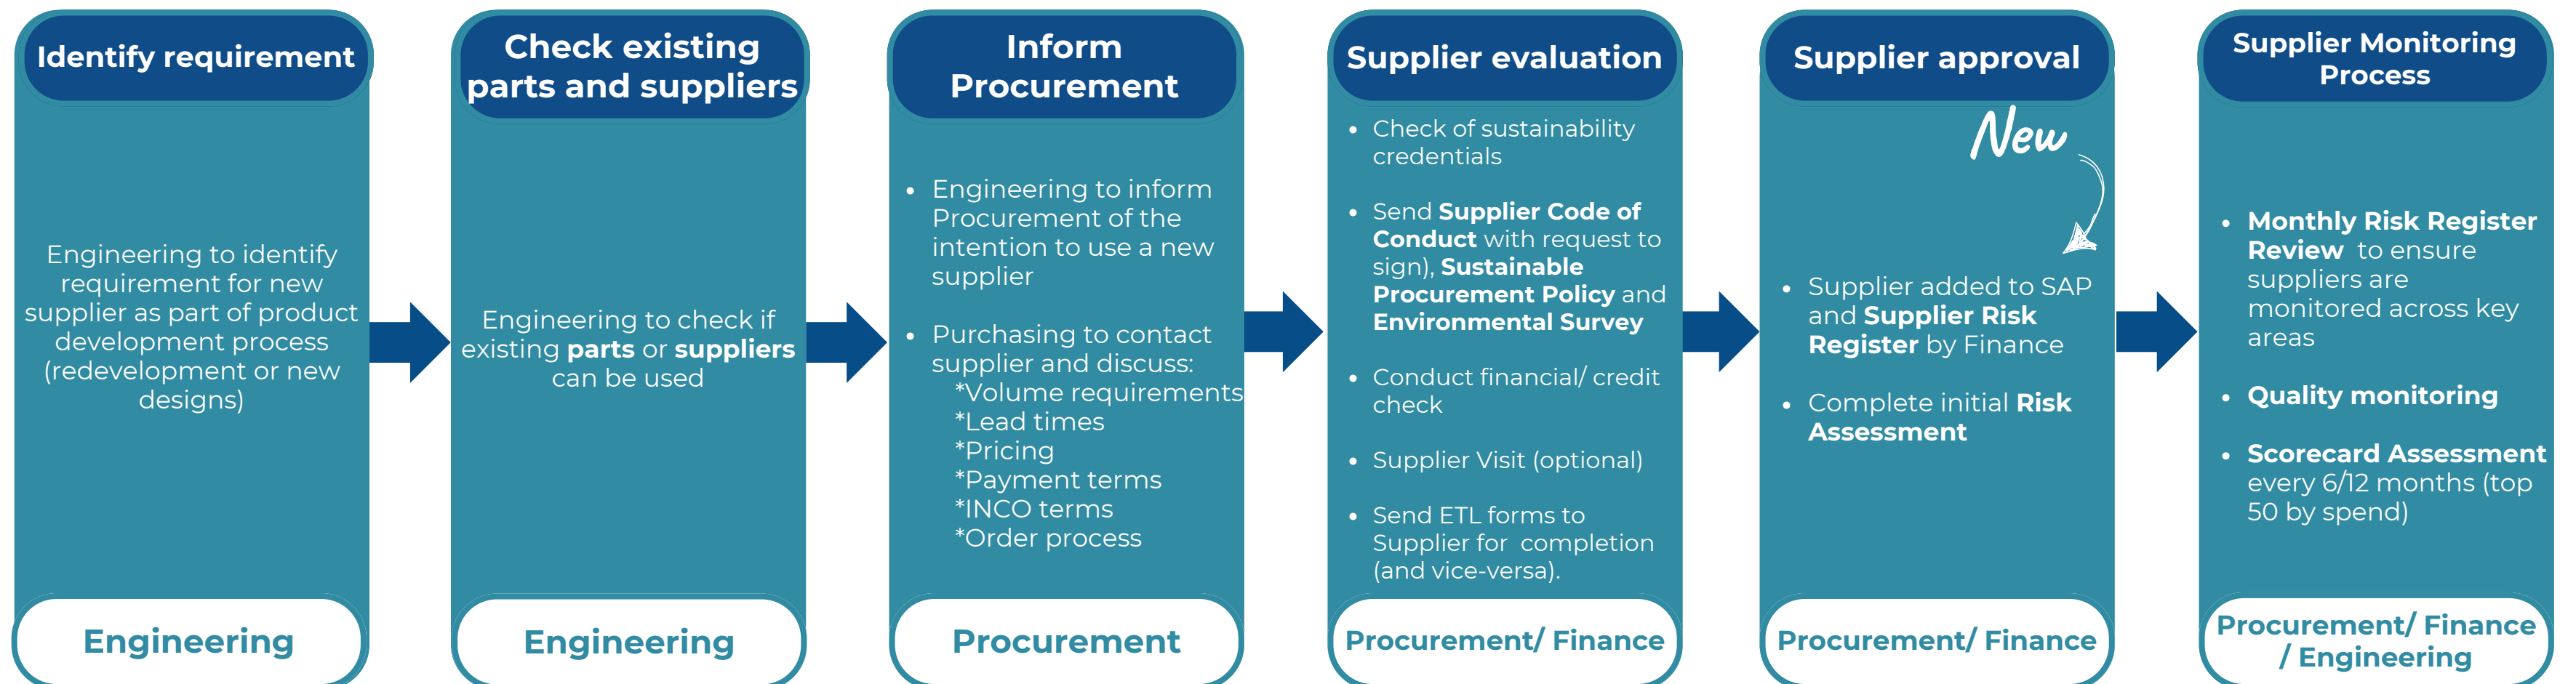 Identify requirement
Engineering to identify
requirement for new
supplier as part of product
development process
(redevelopment or new
designs)
Engineering
Check existing
parts and suppliers
Engineering to check if
existing parts or suppliers
can be used
Engineering
Inform
Procurement
• Engineering to inform
Procurement of the
intention to use a new
supplier
• Purchasing to contact
supplier and discuss:
*Volume requirements
*Lead times
*Pricing
*Payment terms
*INCO terms
*Order process
Procurement
Supplier evaluation
• Check of sustainability
credentials
• Send Supplier Code of
Conduct with request to
sign), Sustainable
Procurement Policy and
Environmental Survey
• Conduct financial/ credit
check
• Supplier Visit (optional)
• Send ETL forms to
Supplier for completion
(and vice-versa).
Procurement/ Finance
Supplier approval
New
• Supplier added to SAP
and Supplier Risk
Register by Finance
• Complete initial Risk
Assessment
Procurement/ Finance
Supplier Monitoring
Process
• Monthly Risk Register
Review to ensure
suppliers are
monitored across key
areas
• Quality monitoring
• Scorecard Assessment
every 6/12 months (top
50 by spend)
Procurement/ Finance
/ Engineering